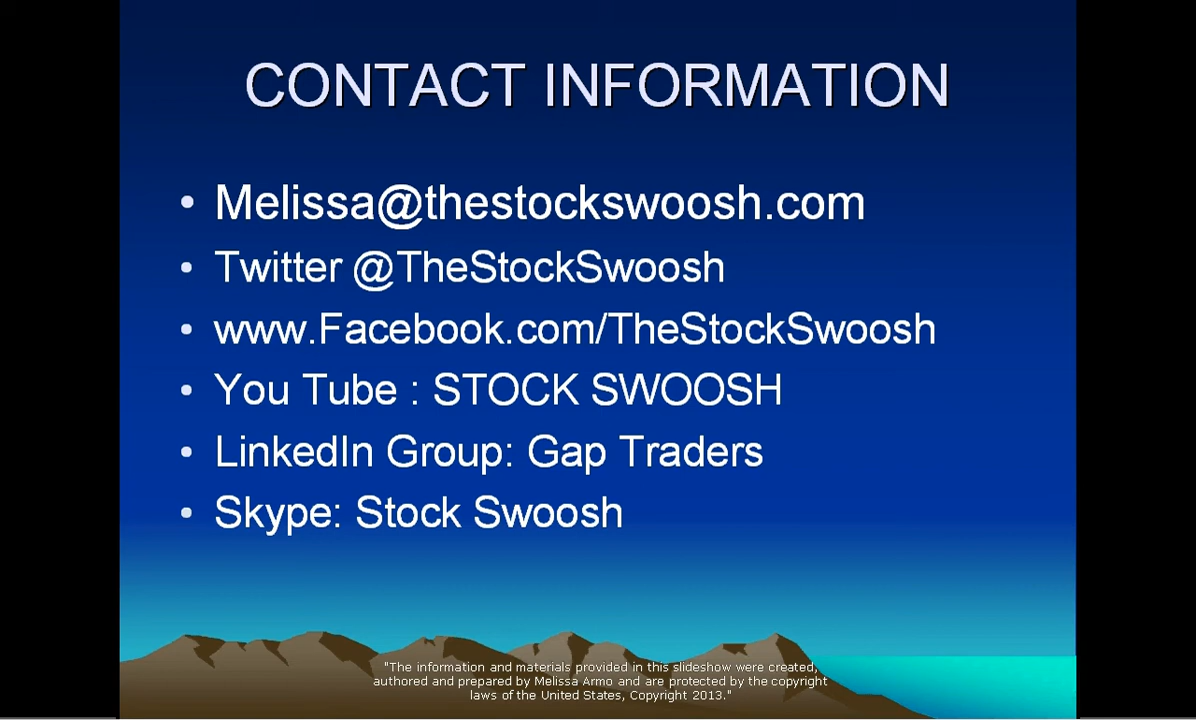 CONTACT INFORMATION
• Melissa@thestockswoosh.com
• Twitter @TheStockSwoosh
• www.Facebook.com/TheStockSwoosh
• You Tube : STOCK SWOOSH
• LinkedIn Group: Gap Traders
• Skype: Stock Swoosh
"The information and materials provided in this slideshow were created,
authored and prepared by Melissa Armo and are protected by the copyright
laws of the United States, Copyright 2013."